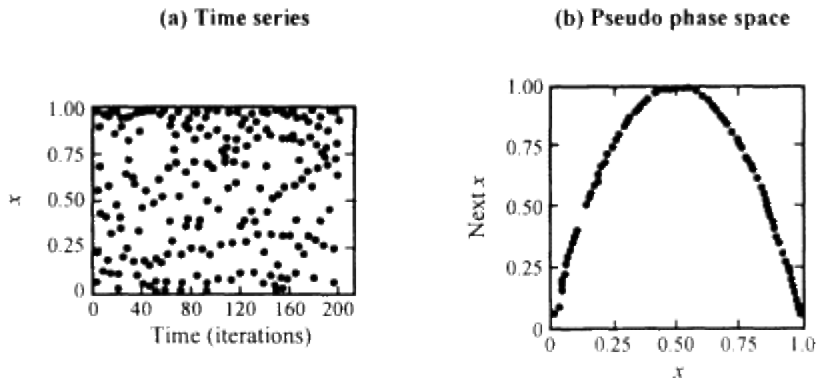 (a) Time series
(b) Pseudo phase space
1.00
0.75
0.50
0.25
0
x
0 40 80 120 160 200
Time (iterations)
1.00
0.75
0.50
0.25
0
Next x
0 0.25 0.50 0.75 1.0
x